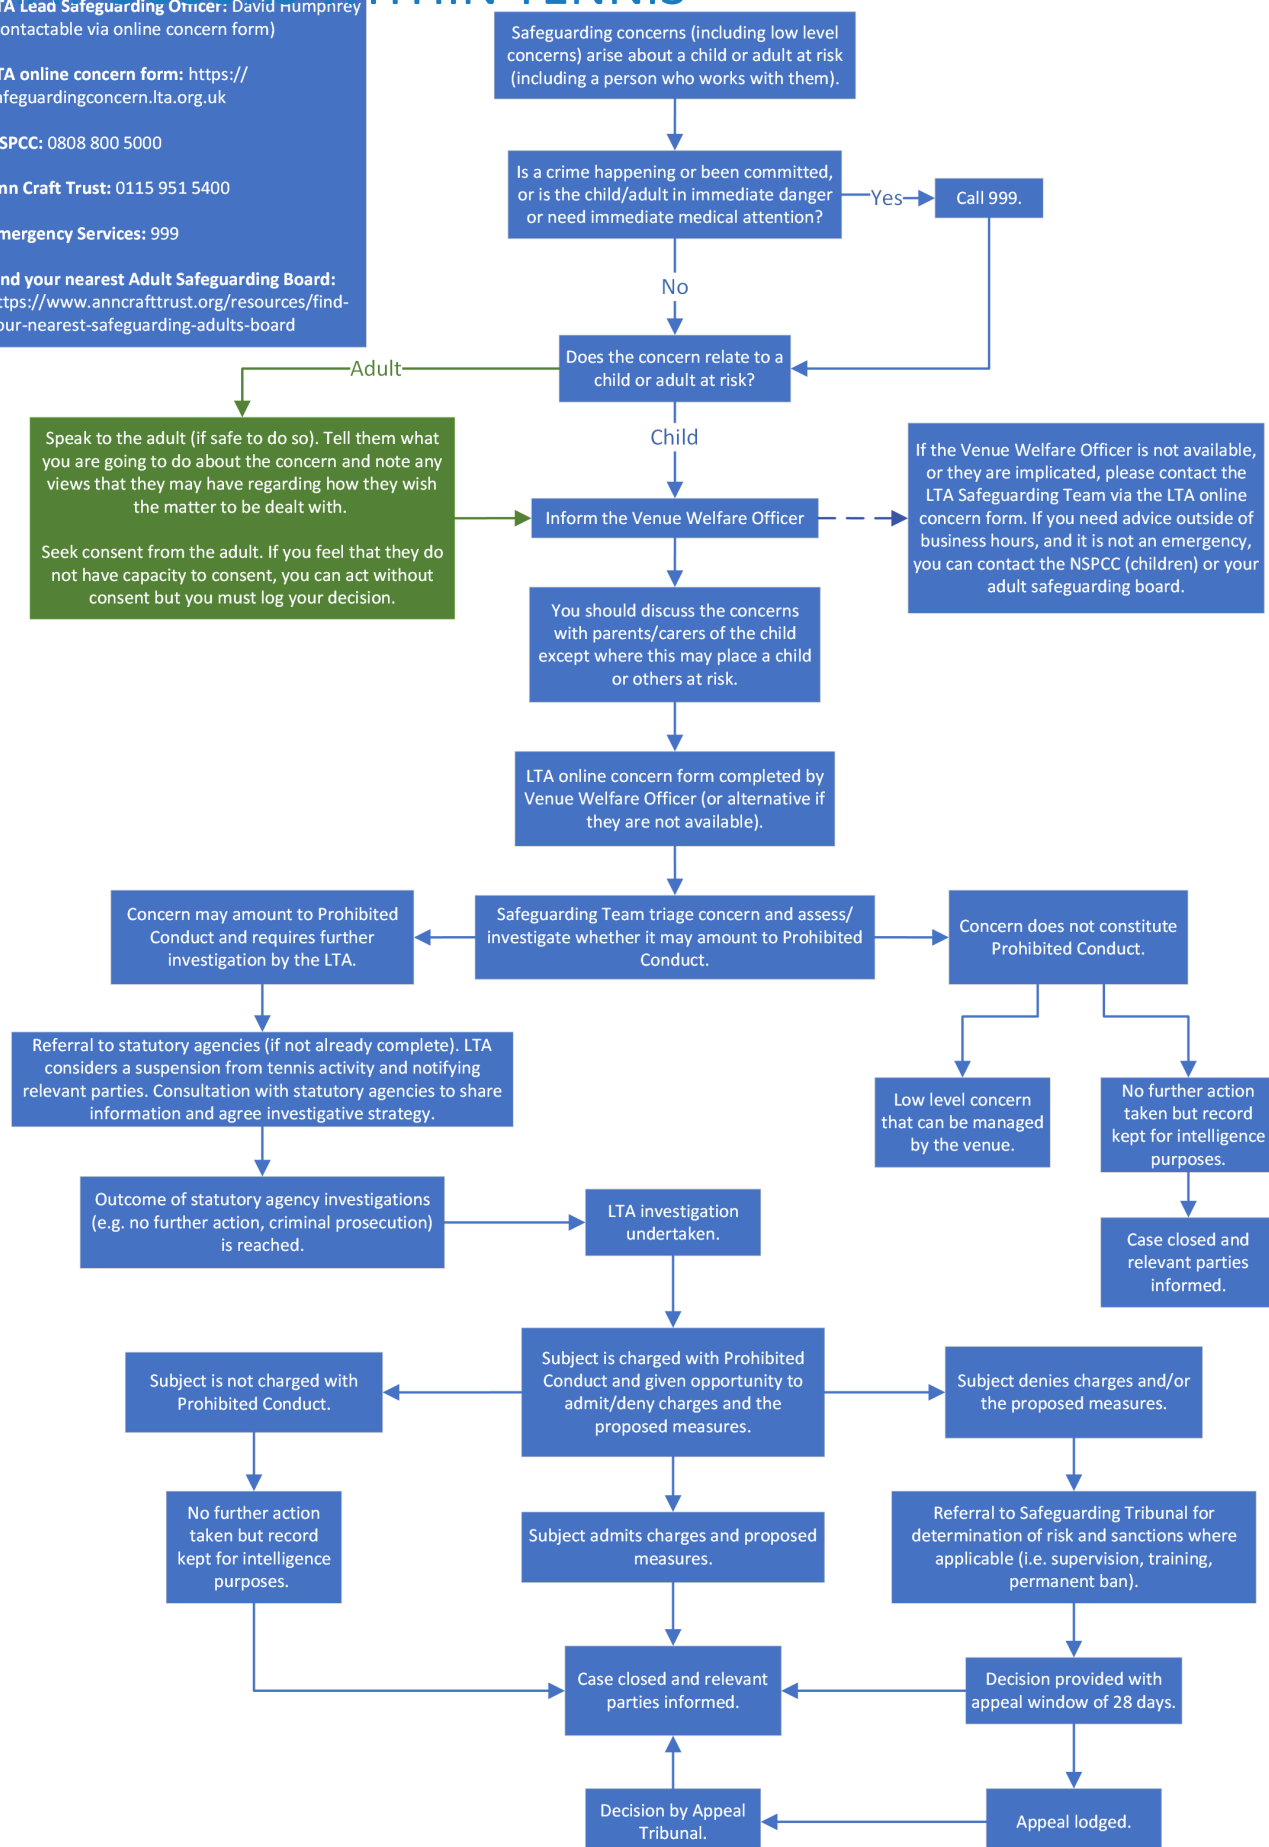 THIN TENNIS
Lead Safeguarding Officer: David Humphrey
via online concern form)
online concern form: https://
0808 800 5000
Craft Trust: 0115 951 5400
Services: 999
your nearest Adult Safeguarding Board:
Safeguarding concerns (including low level
concerns) arise about a child or adult at risk
(including a person who works with them).
Is a crime happening or been committed,
or is the child/adult in immediate danger
or need immediate medical attention?
Yes
Call 999.
No
Does the concern relate to a
child or adult at risk?
Adult
Child
Speak to the adult (if safe to do so). Tell them what
you are going to do about the concern and note any
views that they may have regarding how they wish
the matter to be dealt with.
Seek consent from the adult. If you feel that they do
not have capacity to consent, you can act without
consent but you must log your decision.
Inform the Venue Welfare Officer
If the Venue Welfare Officer is not available,
or they are implicated, please contact the
LTA Safeguarding Team via the LTA online
concern form. If you need advice outside of
business hours, and it is not an emergency,
you can contact the NSPCC (children) or your
adult safeguarding board.
You should discuss the concerns
with parents/carers of the child
except where this may place a child
or others at risk.
LTA online concern form completed by
Venue Welfare Officer (or alternative if
they are not available).
Concern may amount to Prohibited
Conduct and requires further
investigation by the LTA.
Safeguarding Team triage concern and assess/
investigate whether it may amount to Prohibited
Conduct.
Concern does not constitute
Prohibited Conduct.
Referral to statutory agencies (if not already complete). LTA
considers a suspension from tennis activity and notifying
relevant parties. Consultation with statutory agencies to share
information and agree investigative strategy.
Low level concern
that can be managed
by the venue.
No further action
taken but record
kept for intelligence
purposes.
Outcome of statutory agency investigations
(e.g. no further action, criminal prosecution)
is reached.
LTA investigation
undertaken.
Case closed and
relevant parties
informed.
Subject is not charged with
Prohibited Conduct.
Subject is charged with Prohibited
Conduct and given opportunity to
admit/deny charges and the
proposed measures.
Subject denies charges and/or
the proposed measures.
No further action
taken but record
kept for intelligence
purposes.
Subject admits charges and proposed
measures.
Referral to Safeguarding Tribunal for
determination of risk and sanctions where
applicable (i.e. supervision, training,
permanent ban).
Case closed and relevant
parties informed.
Decision provided with
appeal window of 28 days.
Decision by Appeal
Tribunal.
Appeal lodged.